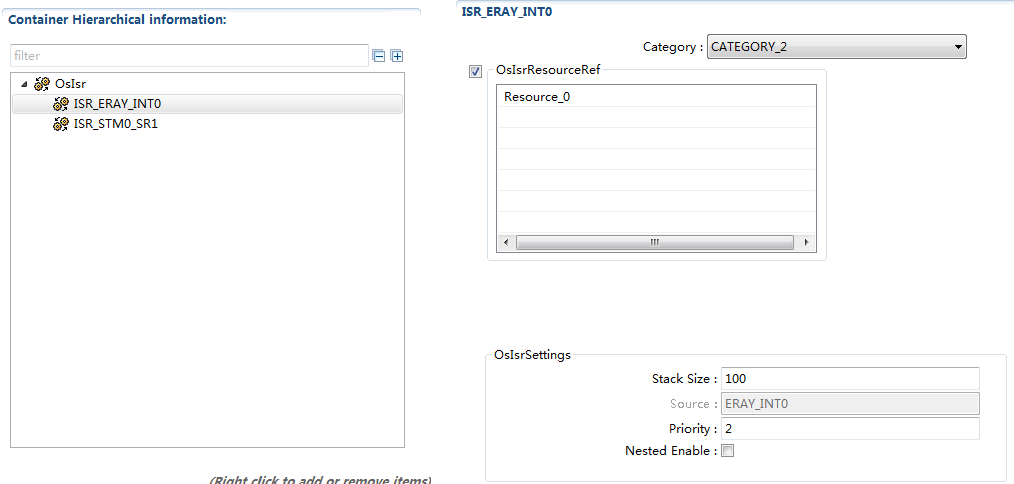 Container Hierarchical information:
filter
OsIsr
ISR_ERAY_INT0
ISR_STM0_SR1
(Right click to add or remove items)
ISR_ERAY_INT0
Category : CATEGORY_2
OsIsrResourceRef
Resource_0
OsIsrSettings
Stack Size : 100
Source : ERAY_INT0
Priority : 2
Nested Enable :